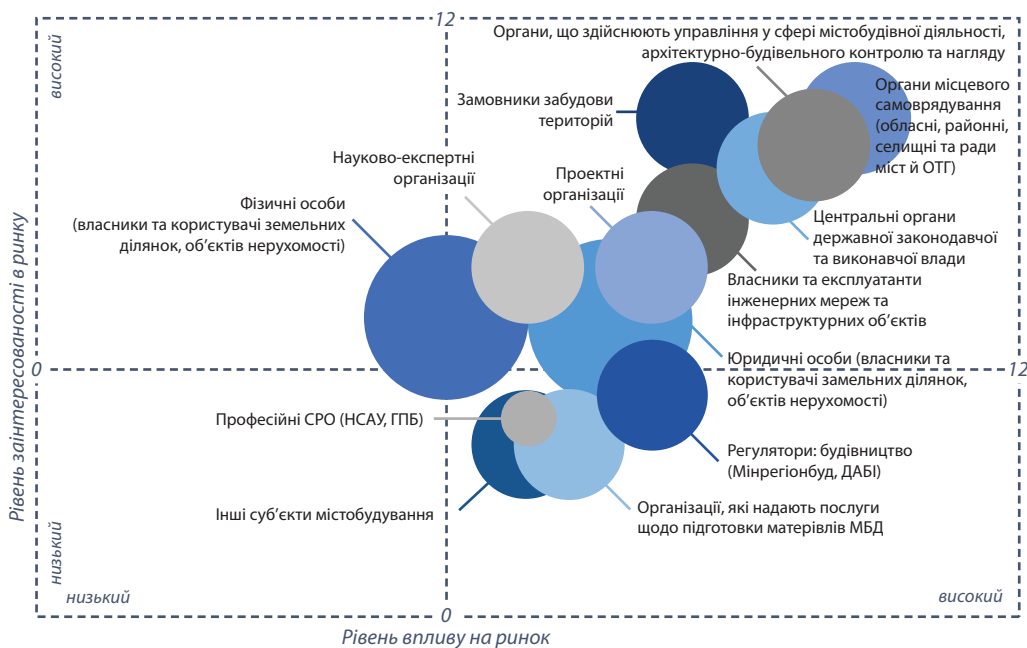 12
високий
Органи, що здійснюють управління у сфері містобудівної діяльності,
архітектурно-будівельного контролю та нагляду
Замовники забудови
територій
Органи місцевого
самоврядування
(обласні, районні,
селищні та ради
міст й ОТГ)
Науково-експертні
організації
Проектні
організації
Фізичні особи
(власники та користувачі земельних
ділянок, об’єктів нерухомості)
Центральні органи
державної законодавчої
та виконавчої влади
Власники та експлуатанти
інженерних мереж та
інфраструктурних об’єктів
Рівень заінтересованості в ринку
0
12
Юридичні особи (власники та
користувачі земельних ділянок,
об’єктів нерухомості)
Професійні СРО (НСАУ, ГПБ)
Регулятори: будівництво
(Мінрегіонбуд, ДАБІ)
Інші суб’єкти містобудування
Організації, які надають послуги
щодо підготовки матерівлів МБД
низький
низький
високий
0
Рівень впливу на ринок